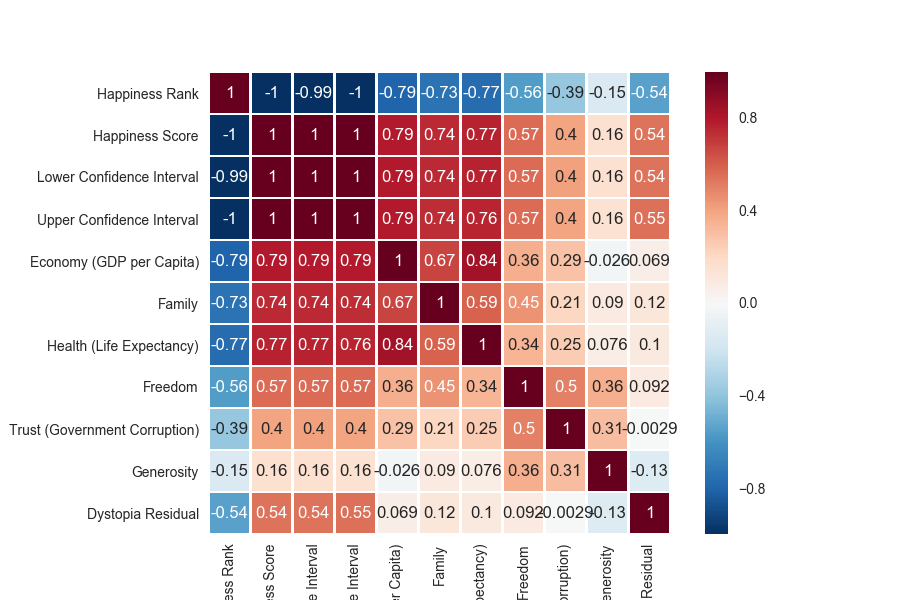 Happiness Rank 1 -1 -0.99 -1 -0.79 -0.73 -0.77 -0.56 -0.39 -0.15 -0.54
Happiness Score -1 1 1 1 0.79 0.74 0.77 0.57 0.4 0.16 0.54
Lower Confidence Interval -0.99 1 1 1 0.79 0.74 0.77 0.57 0.4 0.16 0.54
Upper Confidence Interval -1 1 1 1 0.79 0.74 0.76 0.57 0.4 0.16 0.55
Economy (GDP per Capita) -0.79 0.79 0.79 0.79 1 0.67 0.84 0.36 0.29 -0.026 0.069
Family -0.73 0.74 0.74 0.74 0.67 1 0.59 0.45 0.21 0.09 0.12
Health (Life Expectancy) -0.77 0.77 0.77 0.76 0.84 0.59 1 0.34 0.25 0.076 0.1
Freedom -0.56 0.57 0.57 0.57 0.36 0.45 0.34 1 0.5 0.36 0.092
Trust (Government Corruption) -0.39 0.4 0.4 0.4 0.29 0.21 0.25 0.5 1 0.31 -0.0029
Generosity -0.15 0.16 0.16 0.16 -0.026 0.09 0.076 0.36 0.31 1 -0.13
Dystopia Residual -0.54 0.54 0.54 0.55 0.069 0.12 0.1 0.092 -0.0029 -0.13 1
ess Rank
ess Score
e Interval
e Interval
r Capita)
Family
pectancy)
Freedom
orruption)
enerosity
Residual
0.8
0.4
0.0
−0.4
−0.8